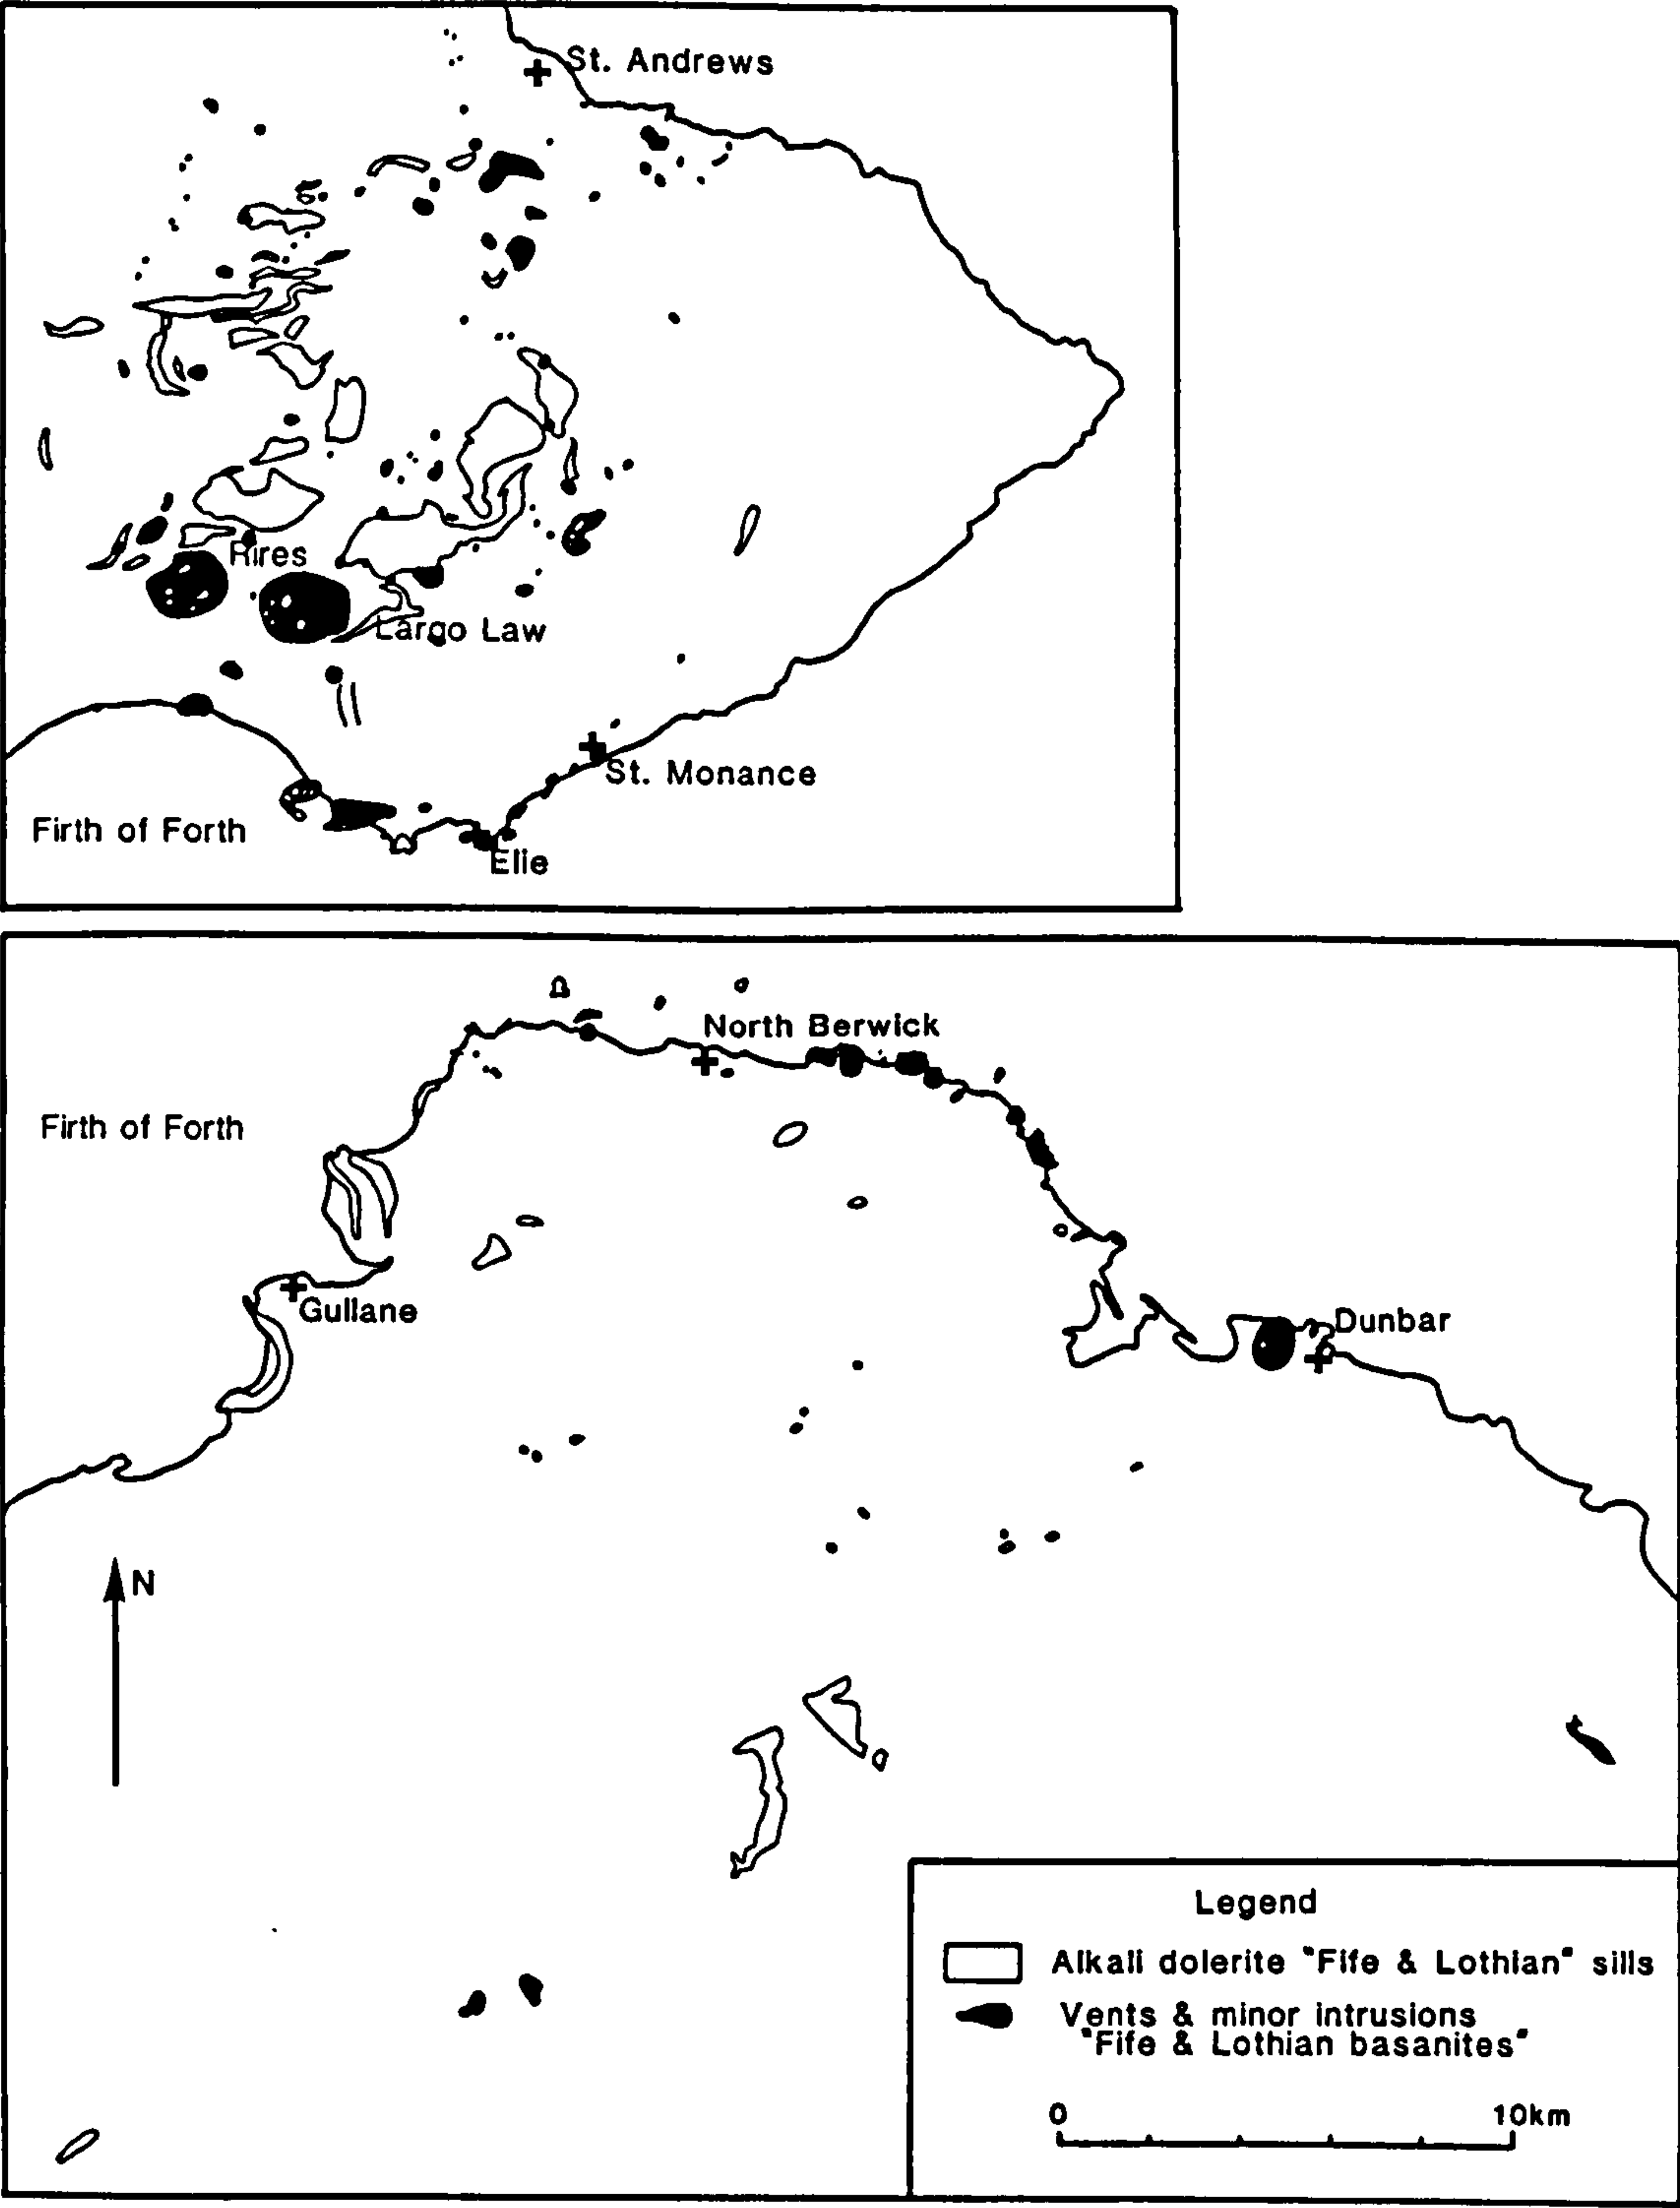 St. Andrews
Rires
Largo Law
St. Monance
Firth of Forth
Elie
North Berwick
Firth of Forth
Gullane
Dunbar
N
Legend
Alkali dolerite "Fife & Lothian" sills
Vents & minor intrusions
"Fife & Lothian basanites"
0 10km